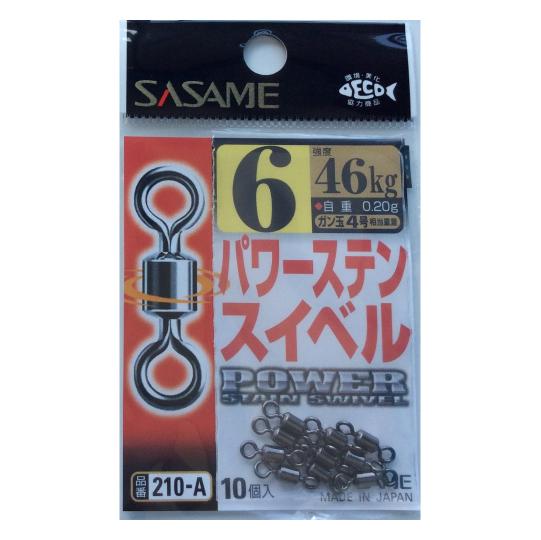 SASAME
環境・美化
DECO
協力商品
6
強度
46kg
◆自重 0.20g
ガン玉4号相当重量
パワーステン
スイベル
POWER
STAIN SWIVEL
品番
210-A
10個入
ME
MADE IN JAPAN